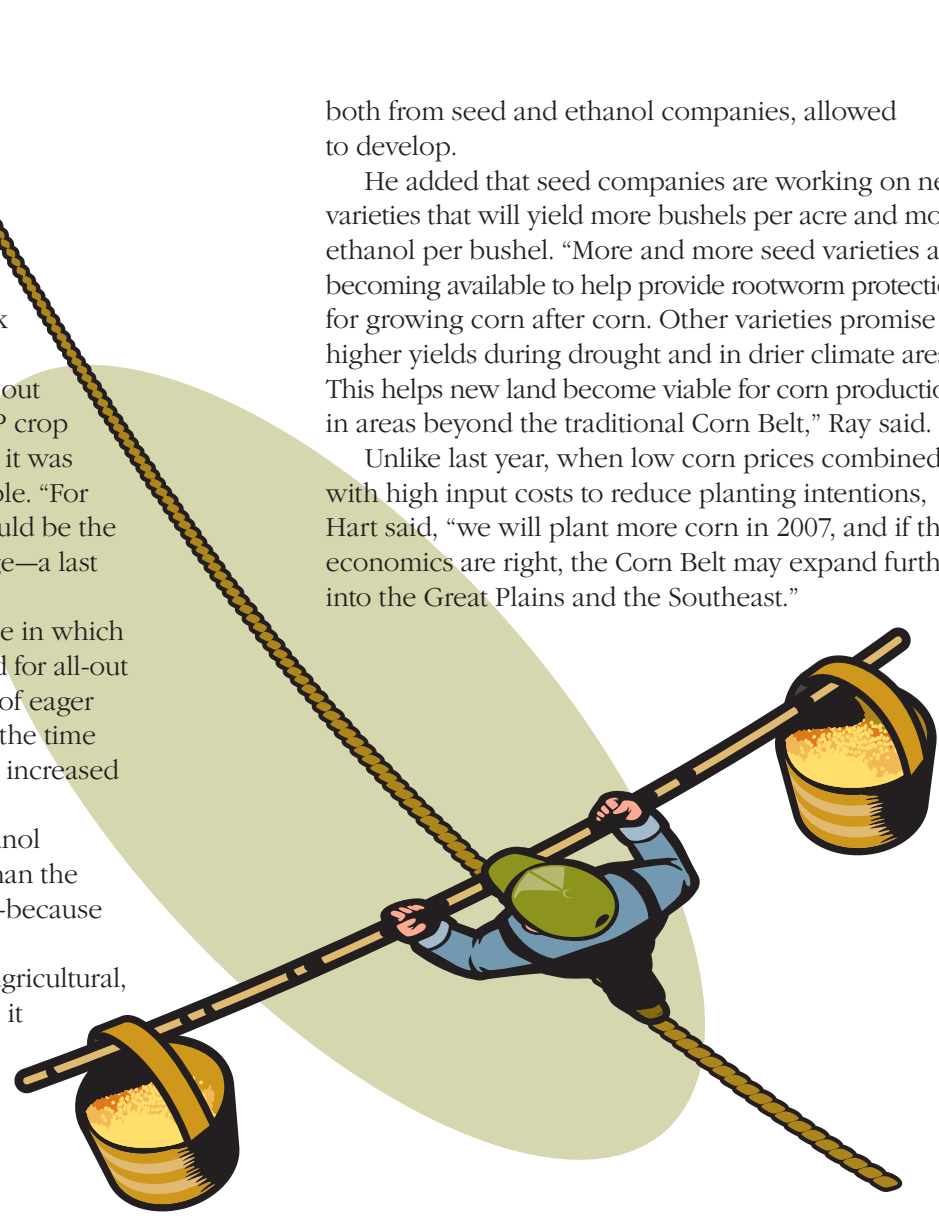 k
out
P crop
it was
ple. “For
uld be the
ge—a last
e in which
d for all-out
of eager
the time
increased
anol
han the
-because
gricultural,
it
both from seed and ethanol companies, allowed
to develop.
He added that seed companies are working on ne
varieties that will yield more bushels per acre and mo
ethanol per bushel. “More and more seed varieties a
becoming available to help provide rootworm protectio
for growing corn after corn. Other varieties promise
higher yields during drought and in drier climate area
This helps new land become viable for corn productio
in areas beyond the traditional Corn Belt,” Ray said.
Unlike last year, when low corn prices combined
with high input costs to reduce planting intentions,
Hart said, “we will plant more corn in 2007, and if th
economics are right, the Corn Belt may expand furth
into the Great Plains and the Southeast.”